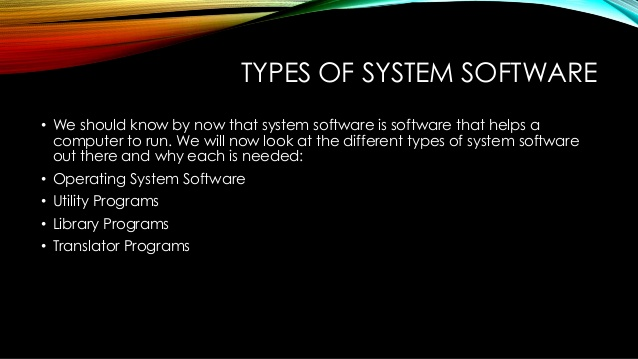 TYPES OF SYSTEM SOFTWARE
• We should know by now that system software is software that helps a
computer to run. We will now look at the different types of system software
out there and why each is needed:
• Operating System Software
• Utility Programs
• Library Programs
• Translator Programs